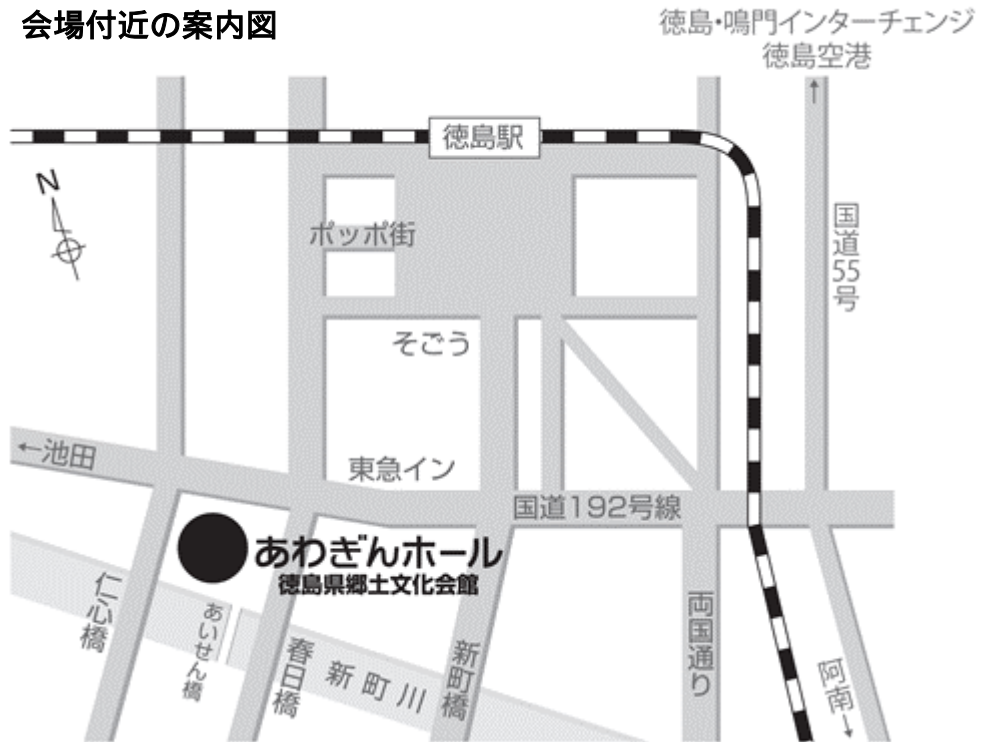 会場付近の案内図
徳島・鳴門インターチェンジ
徳島空港
↑
徳島駅
N
国道55号
ポッポ街
そごう
←池田
東急イン
国道192号線
あわぎんホール
徳島県郷土文化会館
仁心橋
あいせん橋
春日橋
新町川
新町橋
両国通り
阿南→